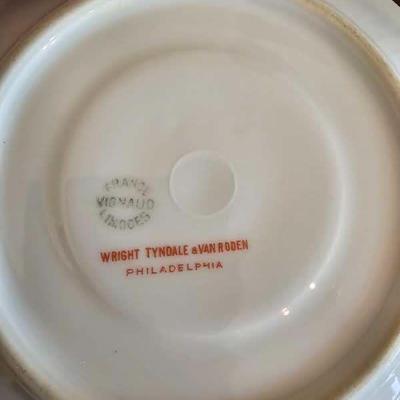 FRANCE
VIGNAUD
LIMOGES
WRIGHT TYNDALE & VAN RODEN
PHILADELPHIA